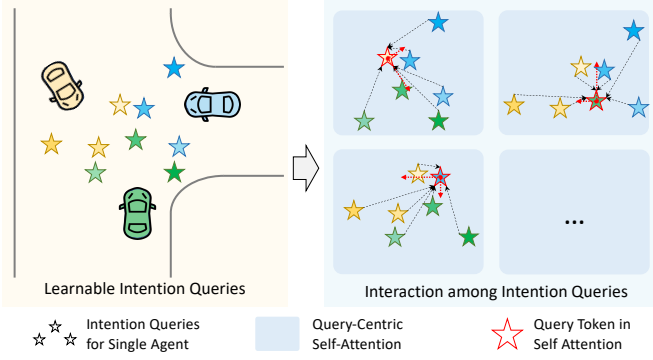 Learnable Intention Queries
Interaction among Intention Queries
...
Intention Queries
for Single Agent
Query-Centric
Self-Attention
Query Token in
Self Attention